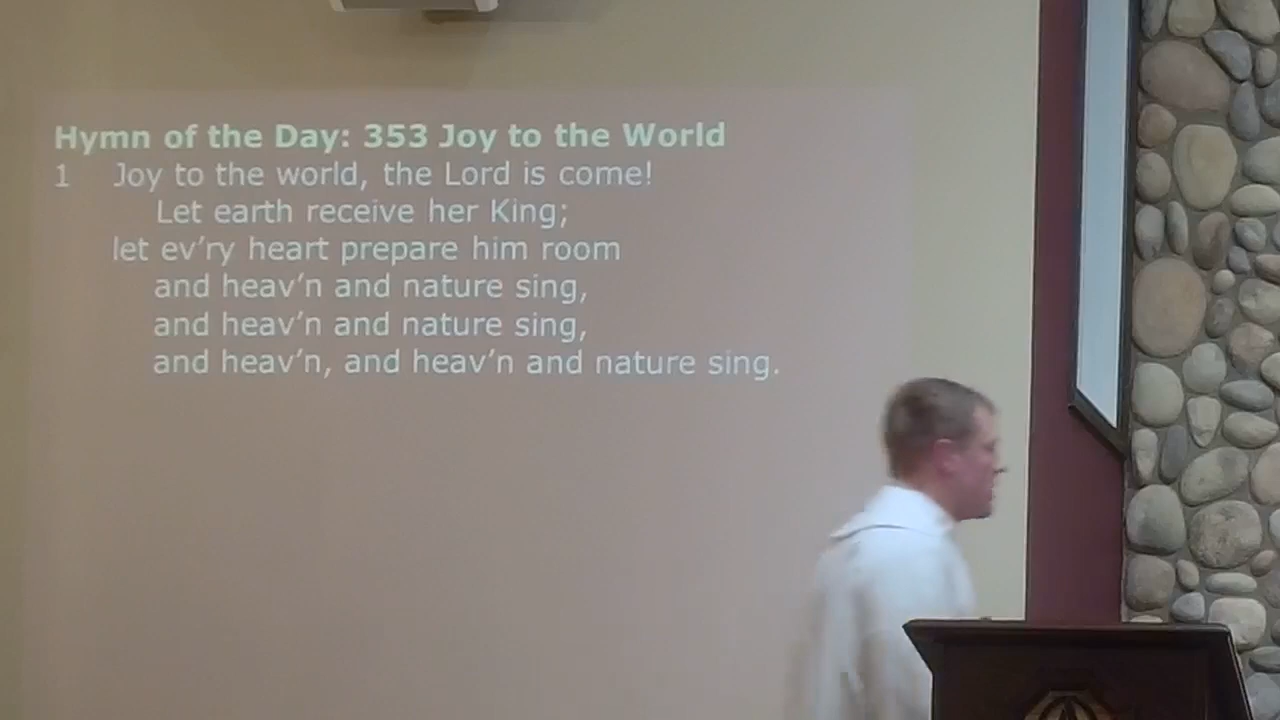 Hymn of the Day: 353 Joy to the World
1 Joy to the world, the Lord is come!
Let earth receive her King;
let ev’ry heart prepare him room
and heav’n and nature sing,
and heav’n and nature sing,
and heav’n, and heav’n and nature sing.